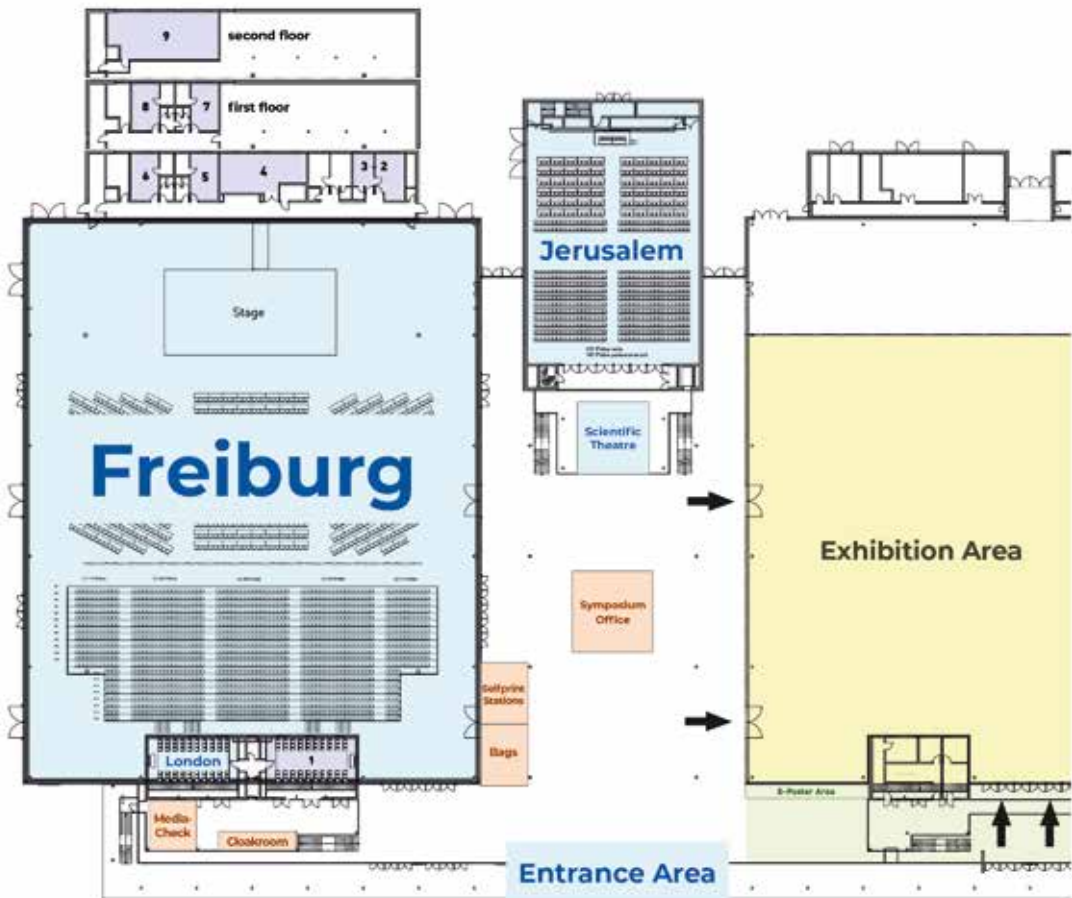 9
second floor
8
7
first floor
6
5
4
3
2
Jerusalem
Stage
Freiburg
Scientific
Theatre
Exhibition Area
Symposium
Office
Selfprint
Stations
Bags
London
1
E-Poster Area
Media-
Check
Cloakroom
Entrance Area